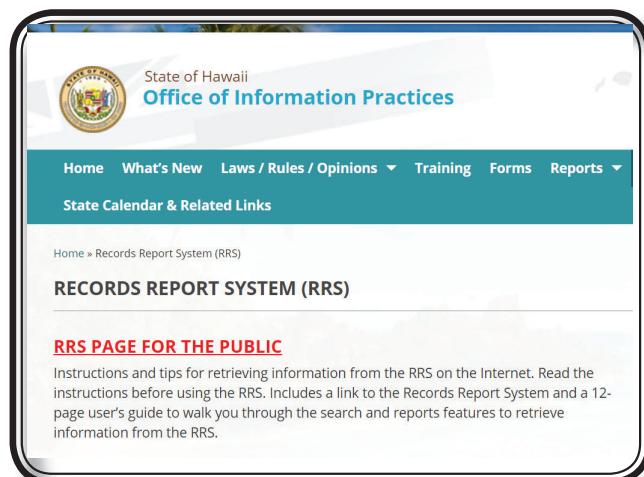 State of Hawaii
Office of Information Practices
Home What's New Laws / Rules / Opinions Training Forms Reports
State Calendar & Related Links
Home » Records Report System (RRS)
RECORDS REPORT SYSTEM (RRS)
RRS PAGE FOR THE PUBLIC
Instructions and tips for retrieving information from the RRS on the Internet. Read the
instructions before using the RRS. Includes a link to the Records Report System and a 12-
page user's guide to walk you through the search and reports features to retrieve
information from the RRS.